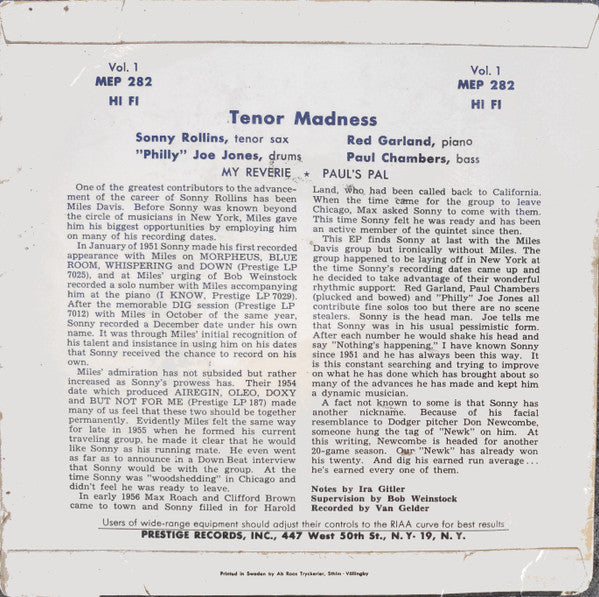 Vol. 1
MEP 282
HI FI
Vol. 1
MEP 282
HI FI
Tenor Madness
Sonny Rollins, tenor sax
Red Garland, piano
"Philly" Joe Jones, drums
Paul Chambers, bass
MY REVERIE ★ PAUL'S PAL
One of the greatest contributors to the advance-
ment of the career of Sonny Rollins has been
Miles Davis. Before Sonny was known beyond
the circle of musicians in New York, Miles gave
him his biggest opportunities by employing him
on many of his recording dates.
In January of 1951 Sonny made his first recorded
appearance with Miles on MORPHEUS, BLUE
ROOM, WHISPERING and DOWN (Prestige LP
7025), and at Miles' urging of Bob Weinstock
recorded a solo number with Miles accompanying
him at the piano (I KNOW, Prestige LP 7029).
After the memorable DIG session (Prestige LP
7012) with Miles in October of the same year,
Sonny recorded a December date under his own
name. It was through Miles' initial recognition of
his talent and insistence in using him on his dates
that Sonny received the chance to record on his
own.
Miles' admiration has not subsided but rather
increased as Sonny's prowess has. Their 1954
date which produced AIREGIN, OLEO, DOXY
and BUT NOT FOR ME (Prestige LP 187) made
many of us feel that these two should be together
permanently. Evidently Miles felt the same way
for late in 1955 when he formed his current
traveling group, he made it clear that he would
like Sonny as his running mate. He even went
as far as to announce in a Down Beat interview
that Sonny would be with the group. At the
time Sonny was "woodshedding" in Chicago and
didn't feel he was ready to leave.
In early 1956 Max Roach and Clifford Brown
came to town and Sonny filled in for Harold
Land, who had been called back to California.
When the time came for the group to leave
Chicago, Max asked Sonny to come with them.
This time Sonny felt he was ready and has been
an active member of the quintet since then.
This EP finds Sonny at last with the Miles
Davis group but ironically without Miles. The
group happened to be laying off in New York at
the time Sonny's recording dates came up and
he decided to take advantage of their wonderful
rhythmic support! Red Garland, Paul Chambers
(plucked and bowed) and "Philly" Joe Jones all
contribute fine solos too but there are no scene
stealers. Sonny is the head man. Joe tells me
that Sonny was in his usual pessimistic form.
After each number he would shake his head and
say "Nothing's happening," I have known Sonny
since 1951 and he has always been this way. It
is this constant searching and trying to improve
on what he has done which has brought about so
many of the advances he has made and kept him
a dynamic musician.
A fact not known to some is that Sonny has
another nickname. Because of his facial
resemblance to Dodger pitcher Don Newcombe,
someone hung the tag of "Newk" on him. At
this writing, Newcombe is headed for another
20-game season. Our "Newk" has already won
his twenty. And dig his earned run average ...
he's earned every one of them.
Notes by Ira Gitler
Supervision by Bob Weinstock
Recorded by Van Gelder
Users of wide-range equipment should adjust their controls to the RIAA curve for best results
PRESTIGE RECORDS, INC., 447 West 50th St., N.Y. 19, N.Y.
Printed in Sweden by Ab Roos Tryckerier, Sthlm - Vällingby